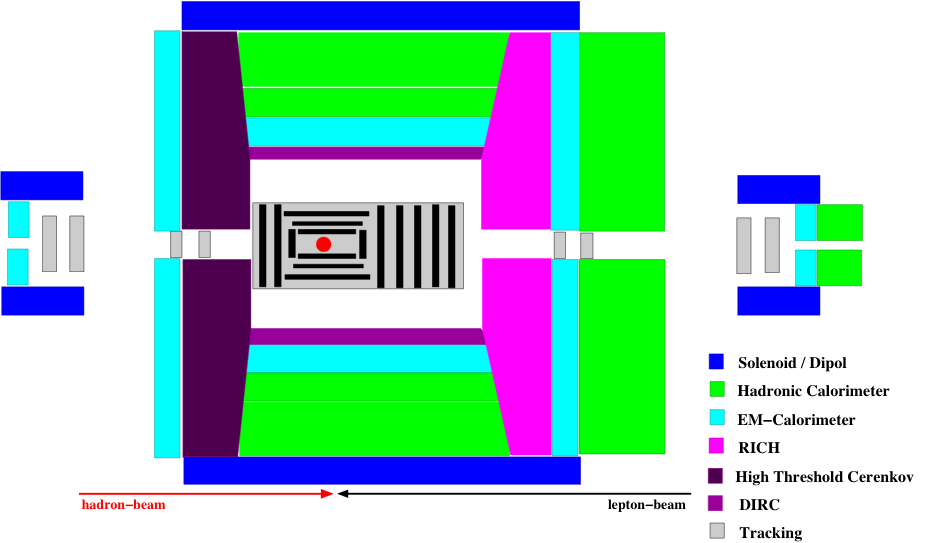 Solenoid / Dipol
Hadronic Calorimeter
EM−Calorimeter
RICH
High Threshold Cerenkov
DIRC
Tracking
hadron−beam
lepton−beam